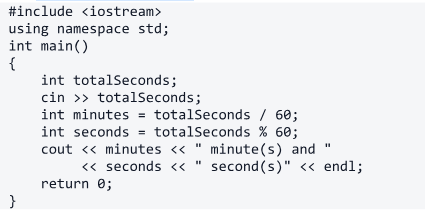 #include <iostream>
using namespace std;
int main()
{
    int totalSeconds;
    cin >> totalSeconds;
    int minutes = totalSeconds / 60;
    int seconds = totalSeconds % 60;
    cout << minutes << " minute(s) and "
         << seconds << " second(s)" << endl;
    return 0;
}